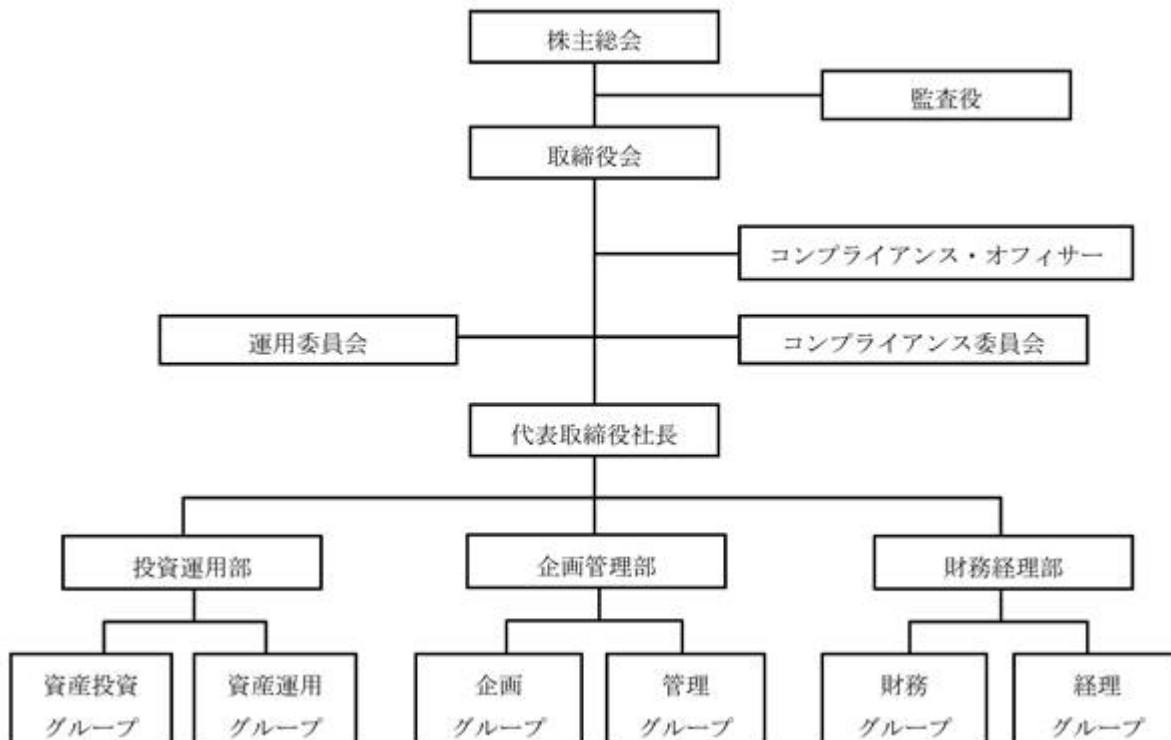 株主総会
監査役
取締役会
コンプライアンス・オフィサー
運用委員会
コンプライアンス委員会
代表取締役社長
投資運用部
企画管理部
財務経理部
資産投資
グループ
資産運用
グループ
企画
グループ
管理
グループ
財務
グループ
経理
グループ